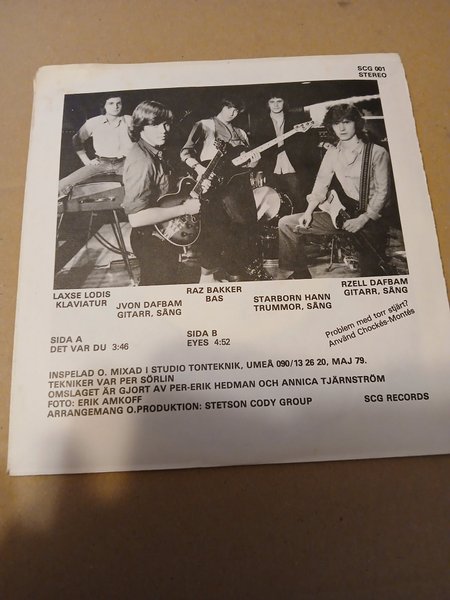 SCG 001
STEREO
LAXSE LODIS
KLAVIATUR
JVON DAFBAM
GITARR, SÅNG
RAZ BAKKER
BAS
STARBORN HANN
TRUMMOR, SÅNG
RZELL DAFBAM
GITARR, SÅNG
SIDA A
DET VAR DU 3:46
SIDA B
EYES 4:52
Problem med torr stjärt?
Använd Chockés-Montés
INSPELAD O. MIXAD I STUDIO TONTEKNIK, UMEÅ 090/13 26 20, MAJ 79.
TEKNIKER VAR PER SÖRLIN
OMSLAGET ÄR GJORT AV PER-ERIK HEDMAN OCH ANNICA TJÄRNSTRÖM
FOTO: ERIK AMKOFF
ARRANGEMANG O.PRODUKTION: STETSON CODY GROUP
SCG RECORDS